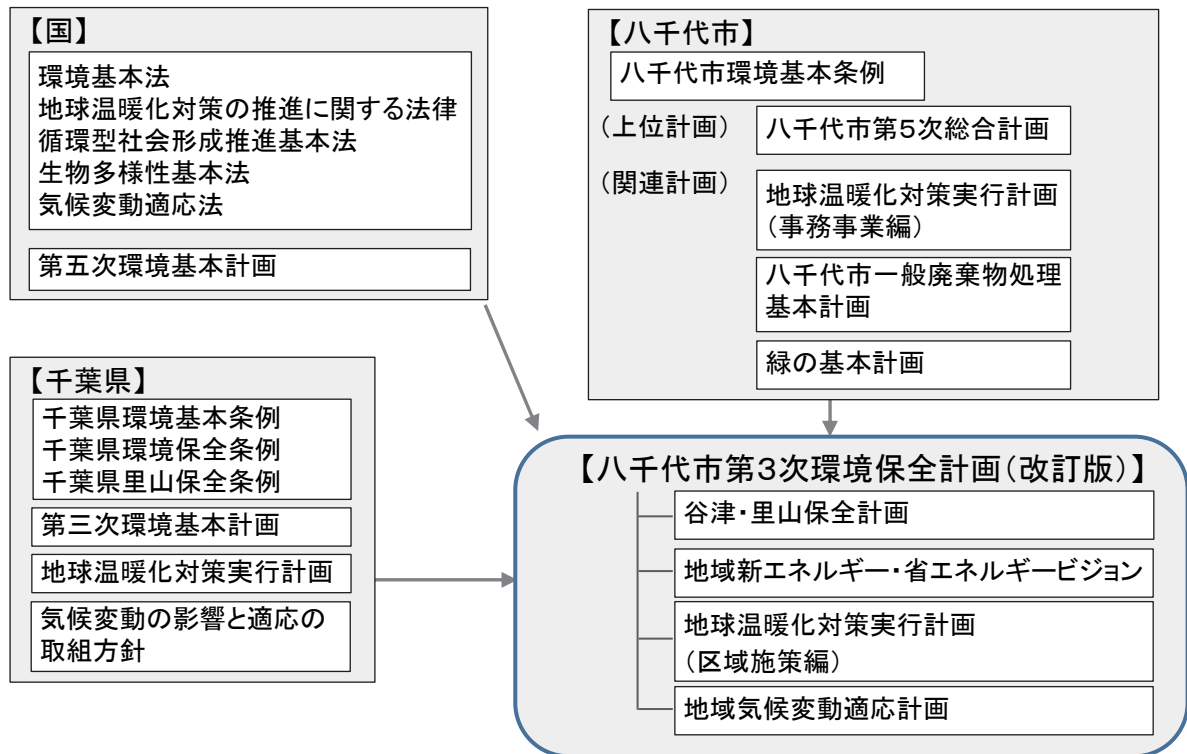 【国】
環境基本法
地球温暖化対策の推進に関する法律
循環型社会形成推進基本法
生物多様性基本法
気候変動適応法
第五次環境基本計画
【千葉県】
千葉県環境基本条例
千葉県環境保全条例
千葉県里山保全条例
第三次環境基本計画
地球温暖化対策実行計画
気候変動の影響と適応の
取組方針
【八千代市】
八千代市環境基本条例
(上位計画) 八千代市第5次総合計画
(関連計画) 地球温暖化対策実行計画
(事務事業編)
八千代市一般廃棄物処理
基本計画
緑の基本計画
【八千代市第3次環境保全計画(改訂版)】
谷津・里山保全計画
地域新エネルギー・省エネルギービジョン
地球温暖化対策実行計画
(区域施策編)
地域気候変動適応計画